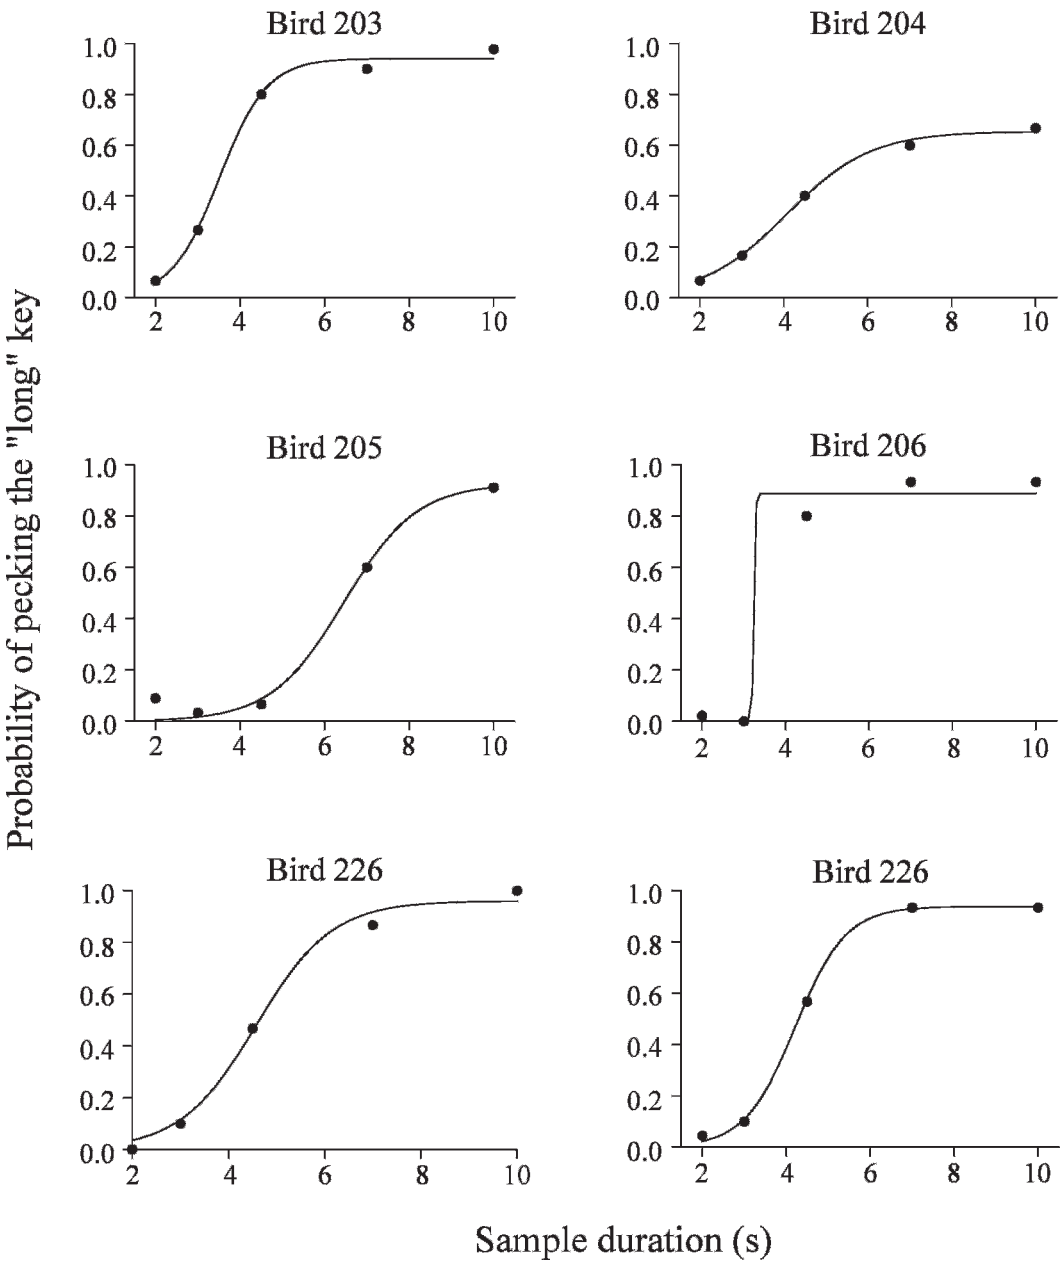 Bird 203
1.0
0.8
0.6
0.4
0.2
0.0
2 4 6 8 10
Bird 204
1.0
0.8
0.6
0.4
0.2
0.0
2 4 6 8 10
Probability of pecking the "long" key
Bird 205
1.0
0.8
0.6
0.4
0.2
0.0
2 4 6 8 10
Bird 206
1.0
0.8
0.6
0.4
0.2
0.0
2 4 6 8 10
Bird 226
1.0
0.8
0.6
0.4
0.2
0.0
2 4 6 8 10
Bird 226
1.0
0.8
0.6
0.4
0.2
0.0
2 4 6 8 10
Sample duration (s)